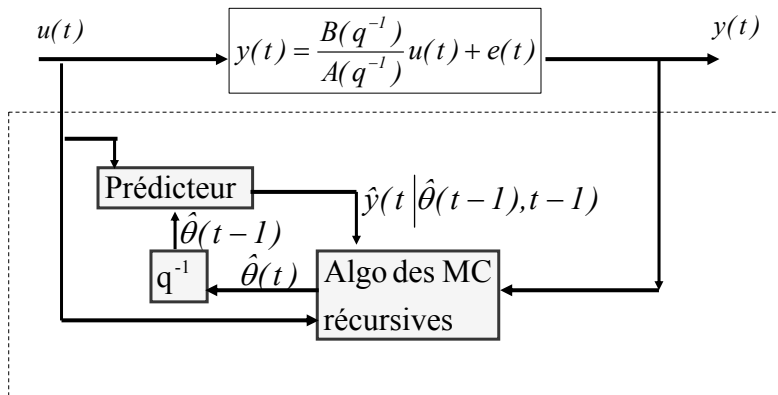 u(t)
y(t) = B(q⁻¹)/A(q⁻¹) u(t) + e(t)
y(t)
Prédicteur
ŷ(t|θ̂(t−1),t−1)
θ̂(t−1)
q⁻¹
θ̂(t)
Algo des MC
récursives